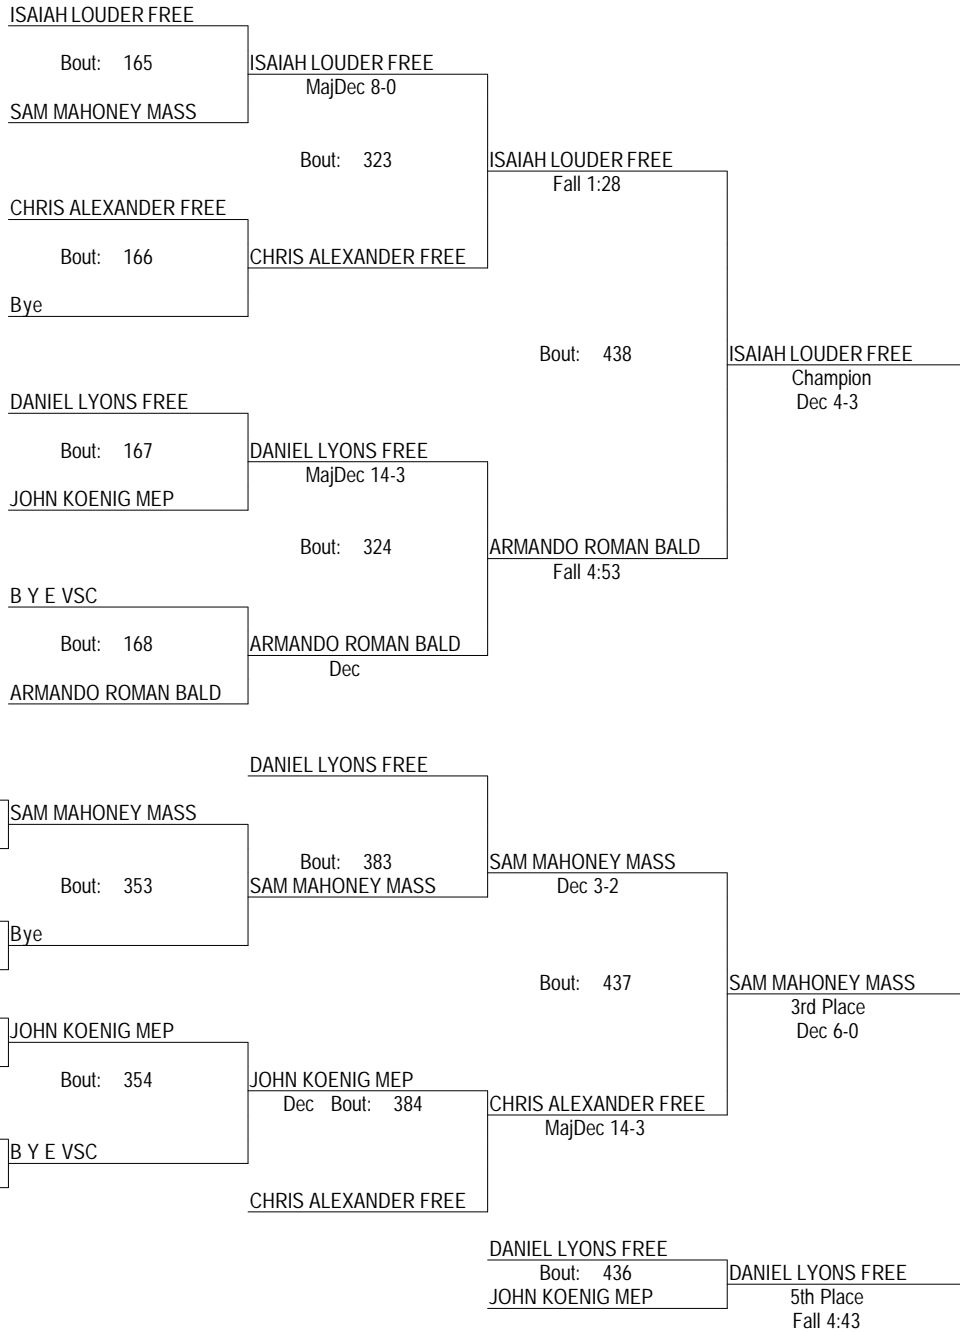 ISAIAH LOUDER FREE
Bout: 165
ISAIAH LOUDER FREE
MajDec 8-0
SAM MAHONEY MASS
Bout: 323
ISAIAH LOUDER FREE
Fall 1:28
CHRIS ALEXANDER FREE
Bout: 166
CHRIS ALEXANDER FREE
Bye
Bout: 438
ISAIAH LOUDER FREE
Champion
Dec 4-3
DANIEL LYONS FREE
Bout: 167
DANIEL LYONS FREE
MajDec 14-3
JOHN KOENIG MEP
Bout: 324
ARMANDO ROMAN BALD
Fall 4:53
B Y E VSC
Bout: 168
ARMANDO ROMAN BALD
Dec
ARMANDO ROMAN BALD
DANIEL LYONS FREE
SAM MAHONEY MASS
Bout: 383
SAM MAHONEY MASS
Dec 3-2
Bout: 353
SAM MAHONEY MASS
Bye
Bout: 437
SAM MAHONEY MASS
3rd Place
Dec 6-0
JOHN KOENIG MEP
Bout: 354
JOHN KOENIG MEP
Dec Bout: 384
CHRIS ALEXANDER FREE
MajDec 14-3
B Y E VSC
CHRIS ALEXANDER FREE
DANIEL LYONS FREE
Bout: 436
DANIEL LYONS FREE
JOHN KOENIG MEP
5th Place
Fall 4:43